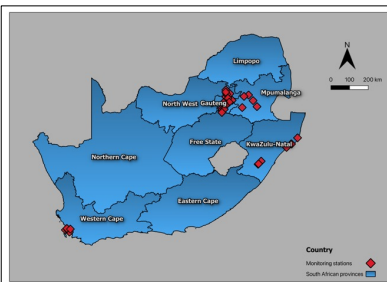 N
Limpopo
0 100 200 km
Mpumalanga
North West
Gauteng
Free State
KwaZulu-Natal
Northern Cape
Eastern Cape
Western Cape
Country
Monitoring stations
South African provinces